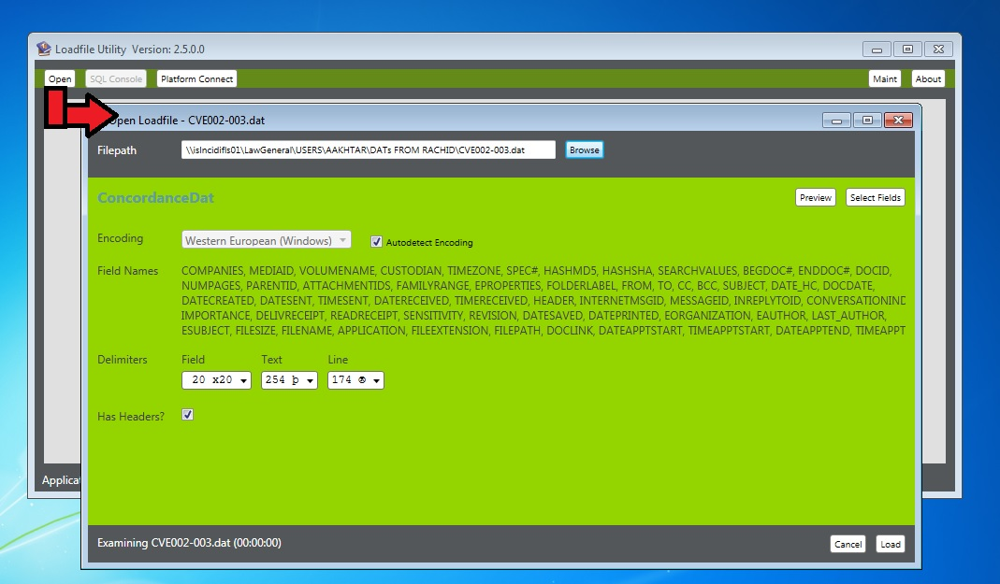 Loadfile Utility Version: 2.5.0.0
Open SQL Console Platform Connect Maint About
Open Loadfile - CVE002-003.dat
Filepath \\islncidifls01\LawGeneral\USERS\AAKHTAR\DATs FROM RACHID\CVE002-003.dat Browse
ConcordanceDat Preview Select Fields
Encoding Western European (Windows) Autodetect Encoding
Field Names COMPANIES, MEDIAID, VOLUMENAME, CUSTODIAN, TIMEZONE, SPEC#, HASHMD5, HASHSHA, SEARCHVALUES, BEGDOC#, ENDDOC#, DOCID,
NUMPAGES, PARENTID, ATTACHMENTIDS, FAMILYRANGE, EPROPERTIES, FOLDERLABEL, FROM, TO, CC, BCC, SUBJECT, DATE_HC, DOCDATE,
DATECREATED, DATESENT, TIMESENT, DATERECEIVED, TIMERECEIVED, HEADER, INTERNETMSGID, MESSAGEID, INREPLYTOID, CONVERSATIONIND
IMPORTANCE, DELIVRECEIPT, READRECEIPT, SENSITIVITY, REVISION, DATESAVED, DATEPRINTED, EORGANIZATION, EAUTHOR, LAST_AUTHOR,
ESUBJECT, FILESIZE, FILENAME, APPLICATION, FILEEXTENSION, FILEPATH, DOCLINK, DATEAPPTSTART, TIMEAPPTSTART, DATEAPPTEND, TIMEAPPT
Delimiters Field Text Line
20 x20 254 þ 174 ®
Has Headers?
Applica
Examining CVE002-003.dat (00:00:00) Cancel Load